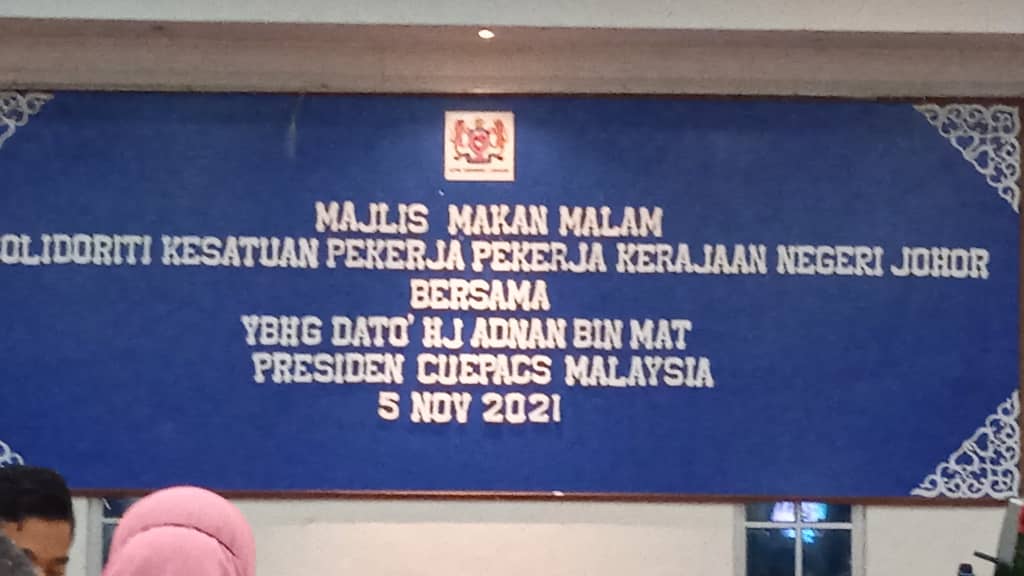 MAJLIS MAKAN MALAM
OLIDORITI KESATUAN PEKERJA PEKERJA KERAJAAN NEGERI JOHOR
BERSAMA
YBHG DATO' HJ ADNAN BIN MAT
PRESIDEN CUEPACS MALAYSIA
5 NOV 2021